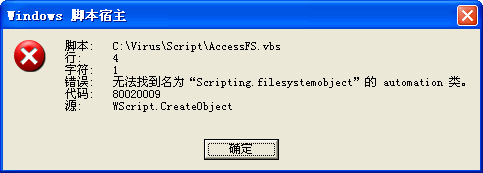 Windows 脚本宿主
脚本: C:\Virus\Script\AccessFS.vbs
行: 4
字符: 1
错误: 无法找到名为“Scripting.filesystemobject”的 automation 类。
代码: 80020009
源: WScript.CreateObject
确定